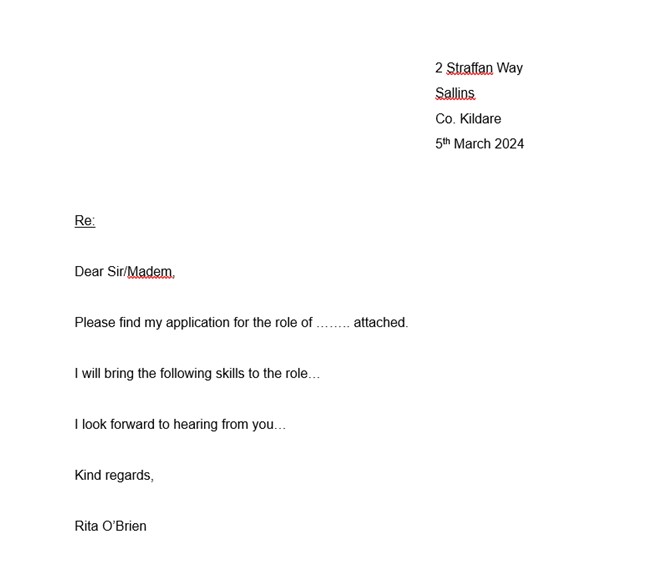 2 Straffan Way
Sallins
Co. Kildare
5th March 2024
Re:
Dear Sir/Madem,
Please find my application for the role of …….. attached.
I will bring the following skills to the role…
I look forward to hearing from you…
Kind regards,
Rita O’Brien